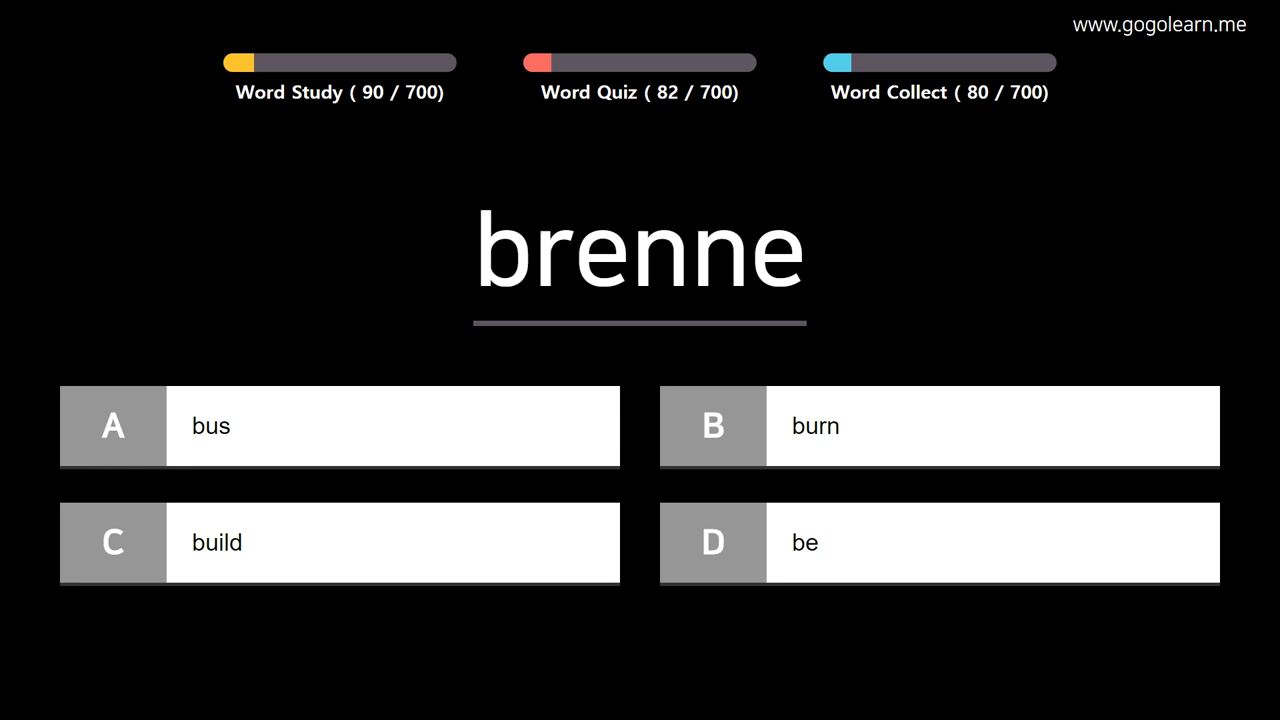 www.gogolearn.me
Word Study ( 90 / 700)
Word Quiz ( 82 / 700)
Word Collect ( 80 / 700)
brenne
A bus
B burn
C build
D be